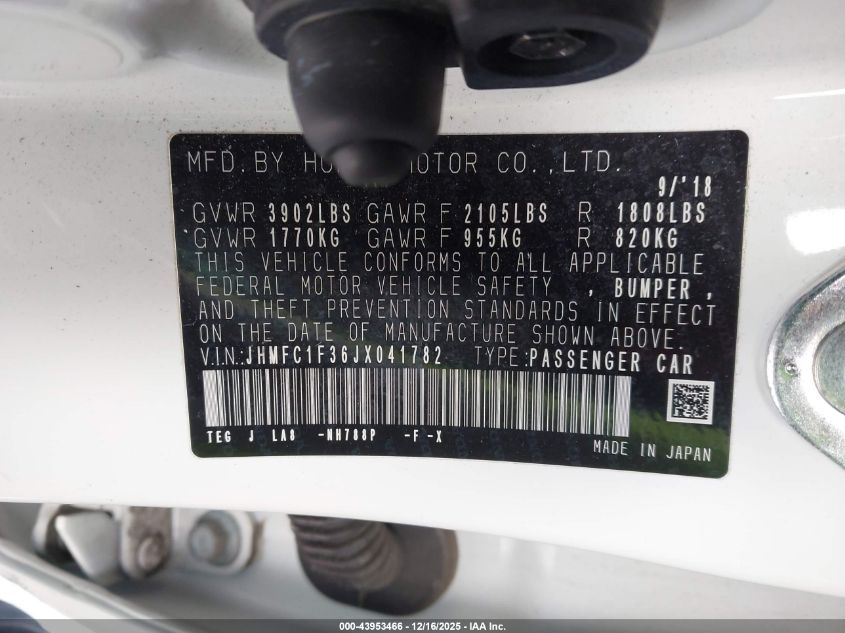 MFD. BY HO MOTOR CO.,LTD.
9/'18
GVWR 3902LBS GAWR F 2105LBS R 1808LBS
GVWR 1770KG GAWR F 955KG R 820KG
THIS VEHICLE CONFORMS TO ALL APPLICABLE
FEDERAL MOTOR VEHICLE SAFETY , BUMPER ,
AND THEFT PREVENTION STANDARDS IN EFFECT
ON THE DATE OF MANUFACTURE SHOWN ABOVE.
V.IN.:JHMFC1F36JX041782 TYPE:PASSENGER CAR
TEG J LA8 -NH788P -F-X
MADE IN JAPAN
000-43953466 - 12/16/2025 - IAA Inc.